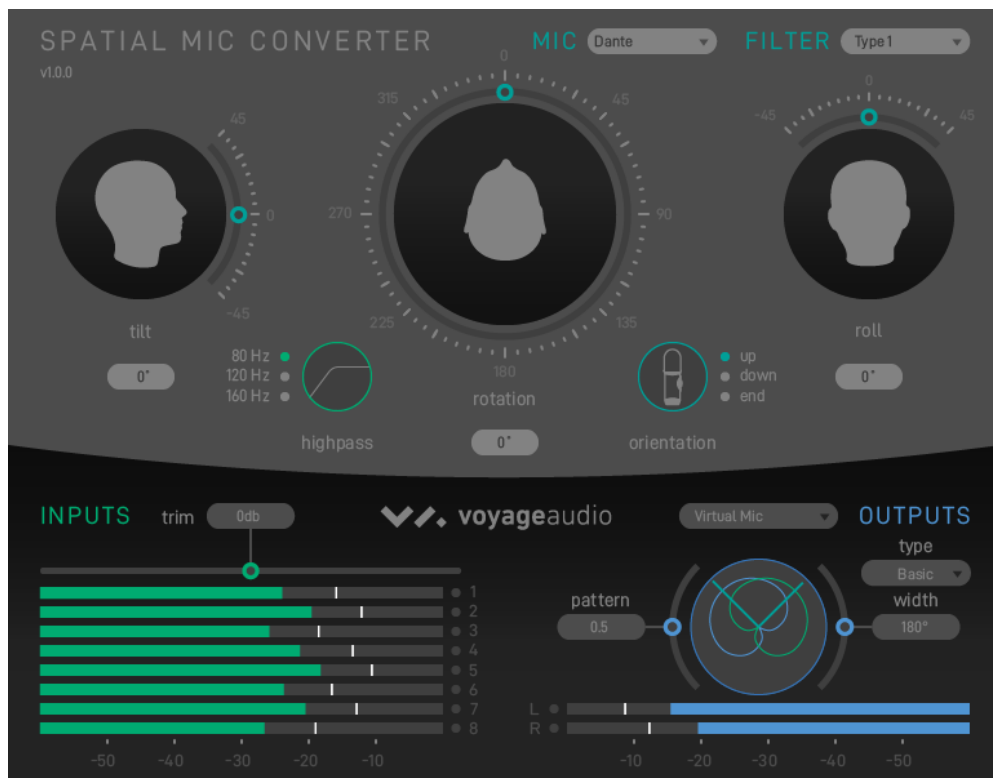 SPATIAL MIC CONVERTER
MIC Dante
FILTER Type 1
v1.0.0
45
0
-45
tilt
0°
0
45
90
135
180
225
270
315
rotation
0°
-45
0
45
roll
0°
80 Hz
120 Hz
160 Hz
highpass
up
down
end
orientation
INPUTS trim 0db
voyageaudio
Virtual Mic OUTPUTS
type
Basic
pattern
0.5
width
180°
1
2
3
4
5
6
7
8
-50 -40 -30 -20 -10
L
R
-10 -20 -30 -40 -50